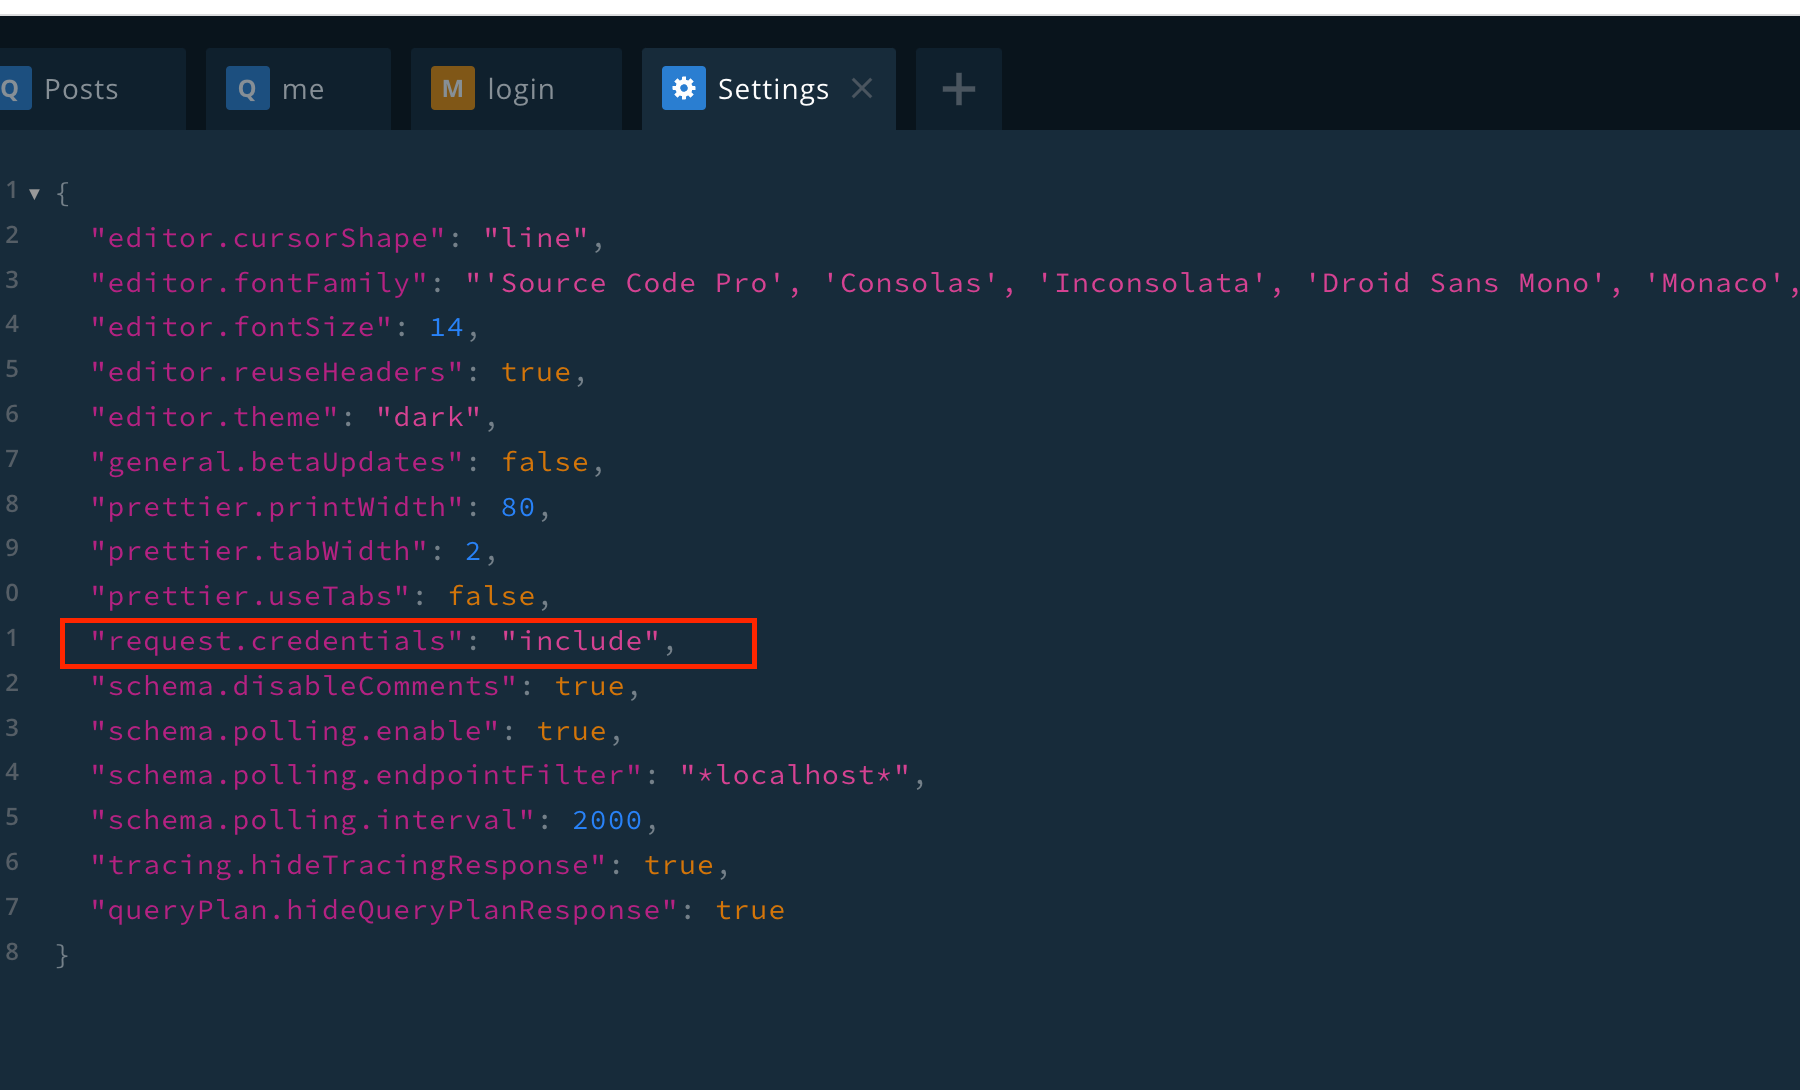 Q Posts Q me M login Settings
1 {
2 "editor.cursorShape": "line",
3 "editor.fontFamily": "'Source Code Pro', 'Consolas', 'Inconsolata', 'Droid Sans Mono', 'Monaco',
4 "editor.fontSize": 14,
5 "editor.reuseHeaders": true,
6 "editor.theme": "dark",
7 "general.betaUpdates": false,
8 "prettier.printWidth": 80,
9 "prettier.tabWidth": 2,
0 "prettier.useTabs": false,
1 "request.credentials": "include",
2 "schema.disableComments": true,
3 "schema.polling.enable": true,
4 "schema.polling.endpointFilter": "*localhost*",
5 "schema.polling.interval": 2000,
6 "tracing.hideTracingResponse": true,
7 "queryPlan.hideQueryPlanResponse": true
8 }